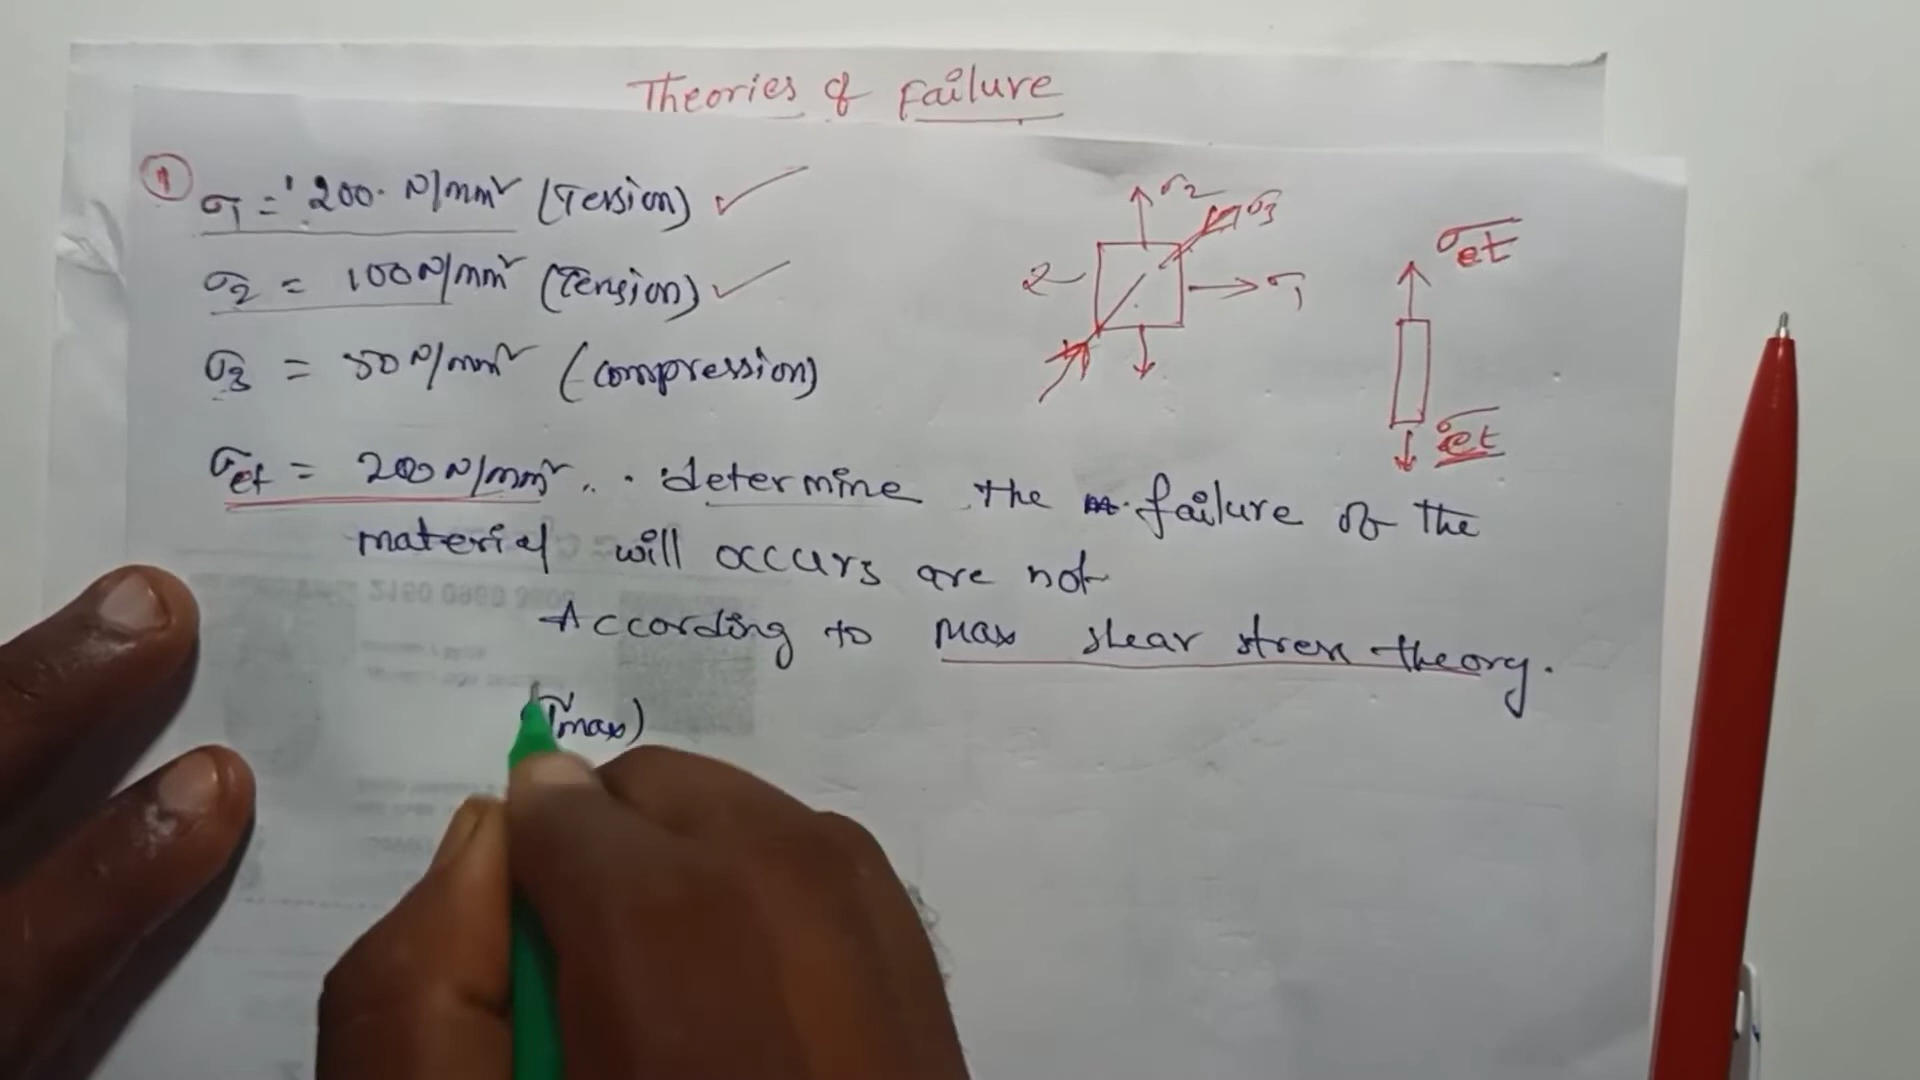 Theories of failure
1
σ1 = 200 N/mm² (Tension)
σ2 = 100 N/mm² (Tension)
σ3 = 50 N/mm² (compression)
σet = 200 N/mm². determine the failure of the
material will occurs are not
According to max shear stress theory.
(τmax)
σ2
σ3
2
σ1
σet
σet